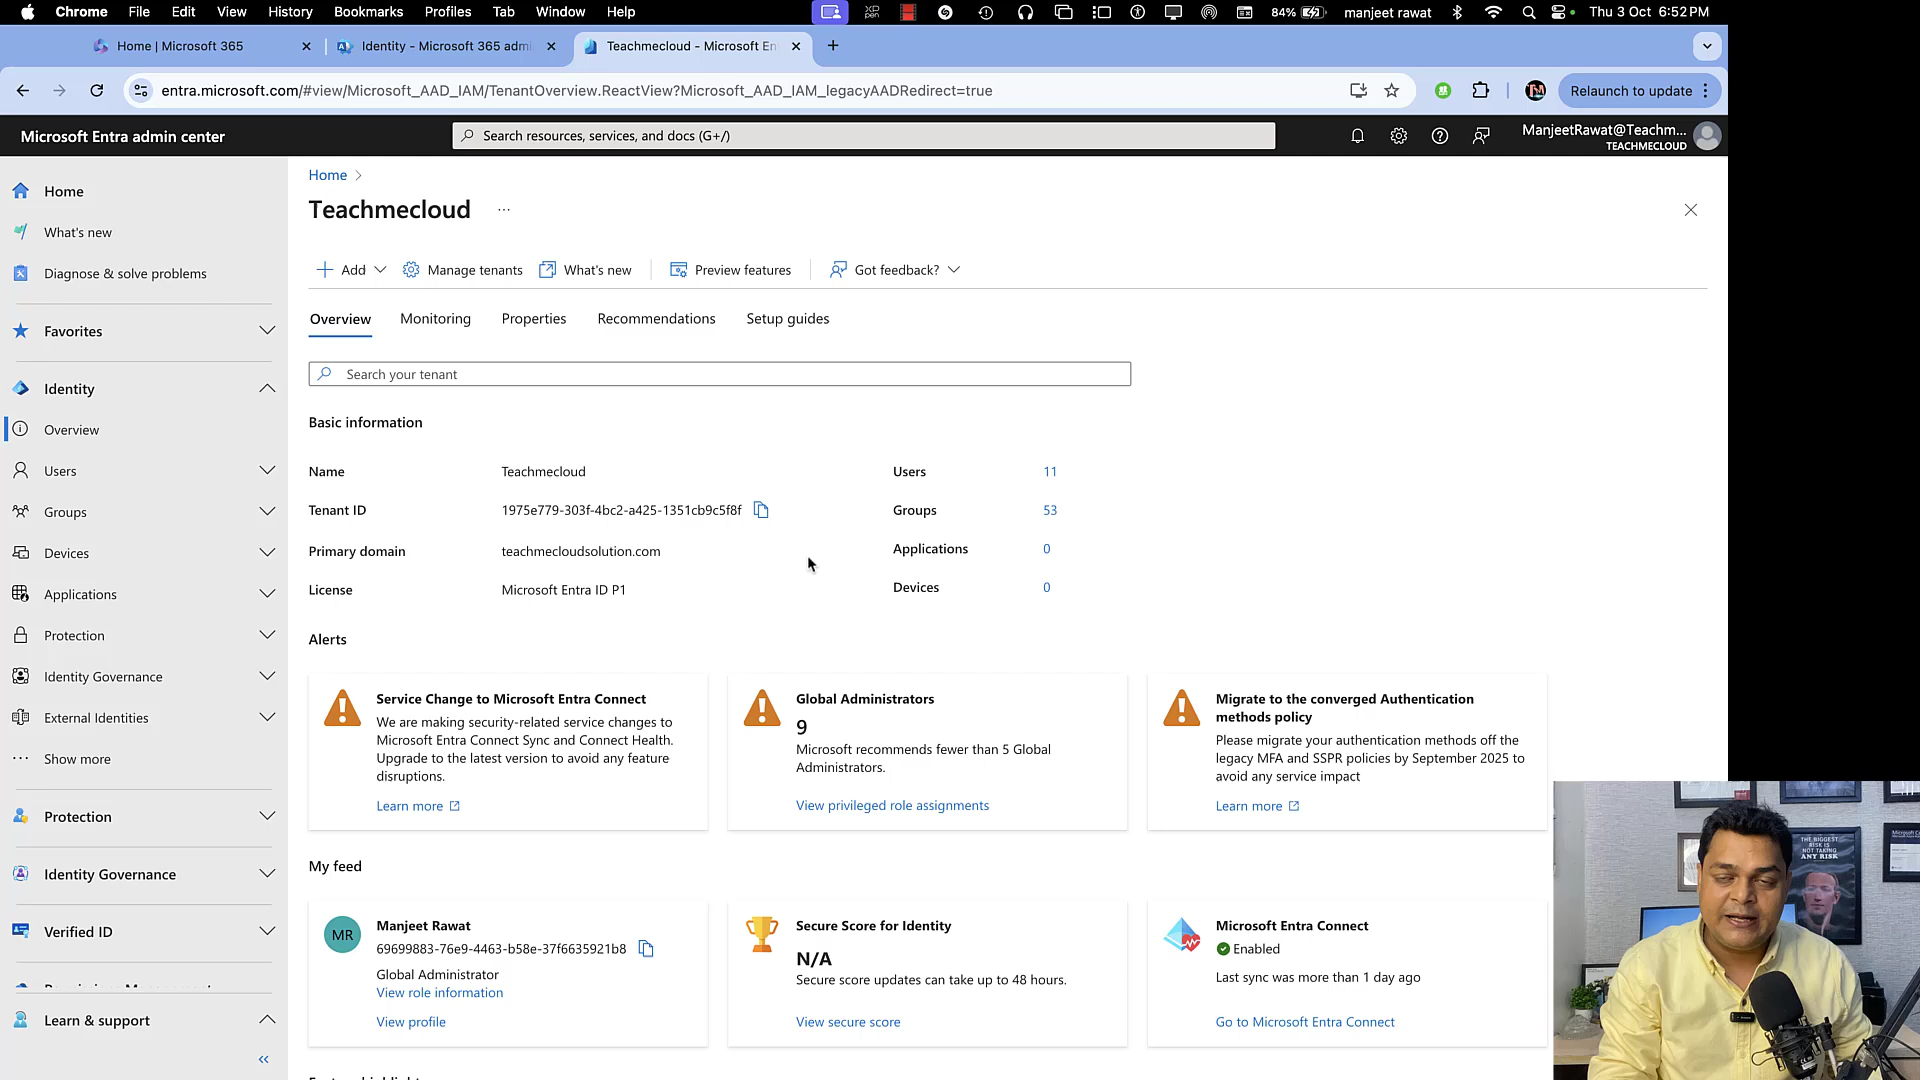 Chrome File Edit View History Bookmarks Profiles Tab Window Help 84% manjeet rawat Thu 3 Oct 6:52 PM
Home | Microsoft 365 Identity - Microsoft 365 admi Teachmecloud - Microsoft En
entra.microsoft.com/#view/Microsoft_AAD_IAM/TenantOverview.ReactView?Microsoft_AAD_IAM_legacyAADRedirect=true Relaunch to update
Microsoft Entra admin center
Search resources, services, and docs (G+/)
ManjeetRawat@Teachm...
TEACHMECLOUD
Home
What's new
Diagnose & solve problems
Favorites
Identity
Overview
Users
Groups
Devices
Applications
Protection
Identity Governance
External Identities
Show more
Protection
Identity Governance
Verified ID
Learn & support
Home
Teachmecloud
Add Manage tenants What's new Preview features Got feedback?
Overview Monitoring Properties Recommendations Setup guides
Search your tenant
Basic information
Name Teachmecloud Users 11
Tenant ID 1975e779-303f-4bc2-a425-1351cb9c5f8f Groups 53
Primary domain teachmecloudsolution.com Applications 0
License Microsoft Entra ID P1 Devices 0
Alerts
Service Change to Microsoft Entra Connect
We are making security-related service changes to
Microsoft Entra Connect Sync and Connect Health.
Upgrade to the latest version to avoid any feature
disruptions.
Learn more
Global Administrators
9
Microsoft recommends fewer than 5 Global
Administrators.
View privileged role assignments
Migrate to the converged Authentication
methods policy
Please migrate your authentication methods off the
legacy MFA and SSPR policies by September 2025 to
avoid any service impact
Learn more
My feed
MR
Manjeet Rawat
69699883-76e9-4463-b58e-37f6635921b8
Global Administrator
View role information
View profile
Secure Score for Identity
N/A
Secure score updates can take up to 48 hours.
View secure score
Microsoft Entra Connect
Enabled
Last sync was more than 1 day ago
Go to Microsoft Entra Connect
THE BIGGEST
RISK IS
NOT TAKING
ANY RISK